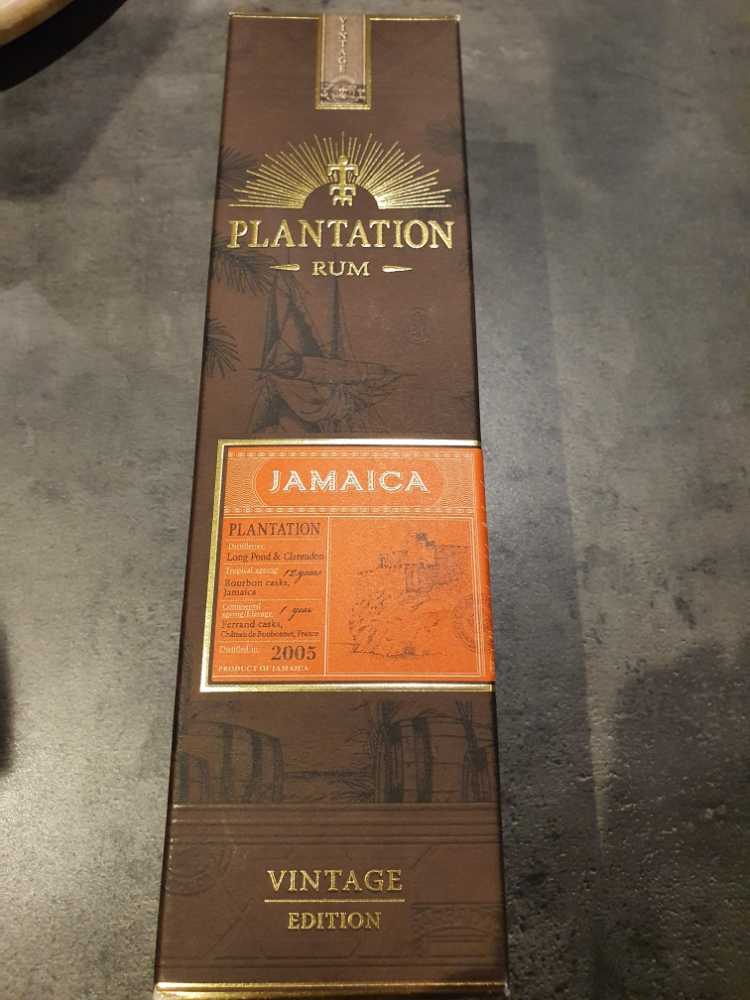 VINTAGE
PLANTATION
RUM
JAMAICA
PLANTATION
Distilleries:
Long Pond & Clarendon
Tropical ageing: 12 years
Bourbon casks,
Jamaica
Continental
ageing/Elevage: 1 year
Ferrand casks,
Château de Bonbonnet, France
Distilled in: 2005
PRODUCT OF JAMAICA
VINTAGE
EDITION